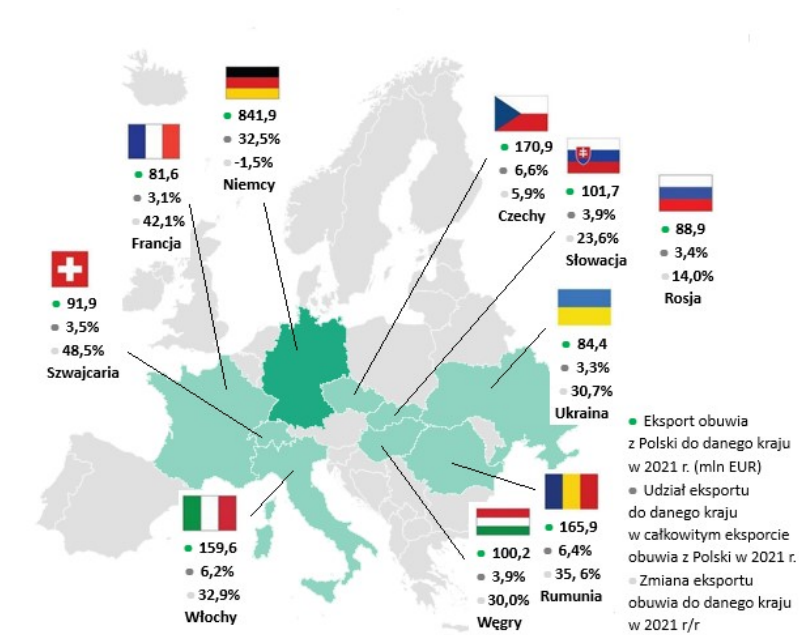 841,9
32,5%
-1,5%
Niemcy
81,6
3,1%
42,1%
Francja
170,9
6,6%
5,9%
Czechy
101,7
3,9%
23,6%
Słowacja
88,9
3,4%
14,0%
Rosja
91,9
3,5%
48,5%
Szwajcaria
84,4
3,3%
30,7%
Ukraina
159,6
6,2%
32,9%
Włochy
100,2
3,9%
30,0%
Węgry
165,9
6,4%
35, 6%
Rumunia
Eksport obuwia
z Polski do danego kraju
w 2021 r. (mln EUR)
Udział eksportu
do danego kraju
w całkowitym eksporcie
obuwia z Polski w 2021 r.
Zmiana eksportu
obuwia do danego kraju
w 2021 r/r